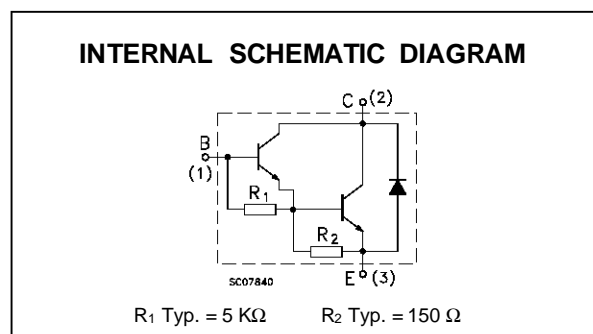 INTERNAL SCHEMATIC DIAGRAM
C (2)
B
(1)
R1
R2
SC07840
E (3)
R1 Typ. = 5 KΩ R2 Typ. = 150 Ω